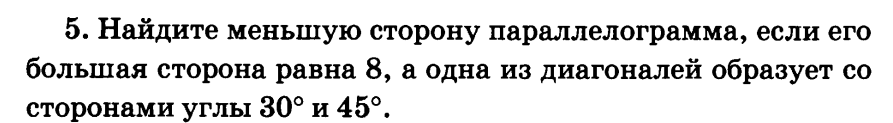 5. Найдите меньшую сторону параллелограмма, если его
большая сторона равна 8, а одна из диагоналей образует со
сторонами углы 30° и 45°.